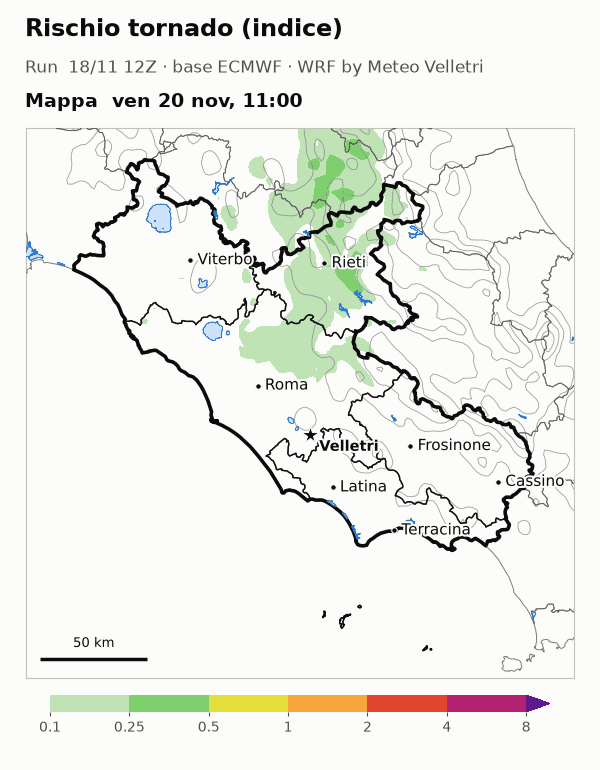 Rischio tornado (indice)
Run 18/11 12Z · base ECMWF · WRF by Meteo Velletri
Mappa ven 20 nov, 11:00
Viterbo
Rieti
Roma
Velletri
Frosinone
Latina
Cassino
Terracina
50 km
0.1 0.25 0.5 1 2 4 8